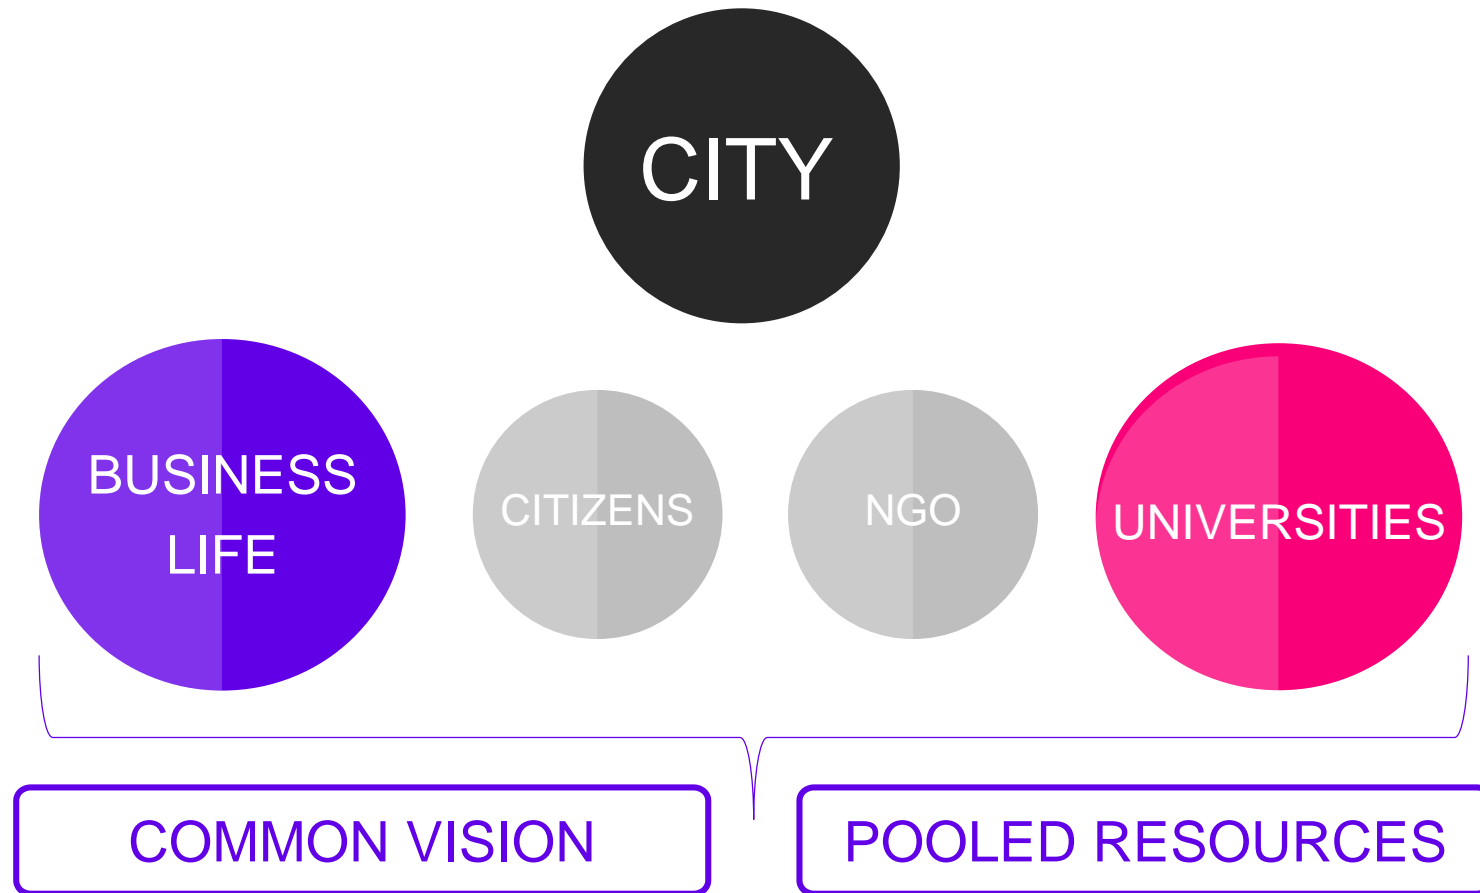 CITY
BUSINESS
LIFE
CITIZENS
NGO
UNIVERSITIES
COMMON VISION
POOLED RESOURCES